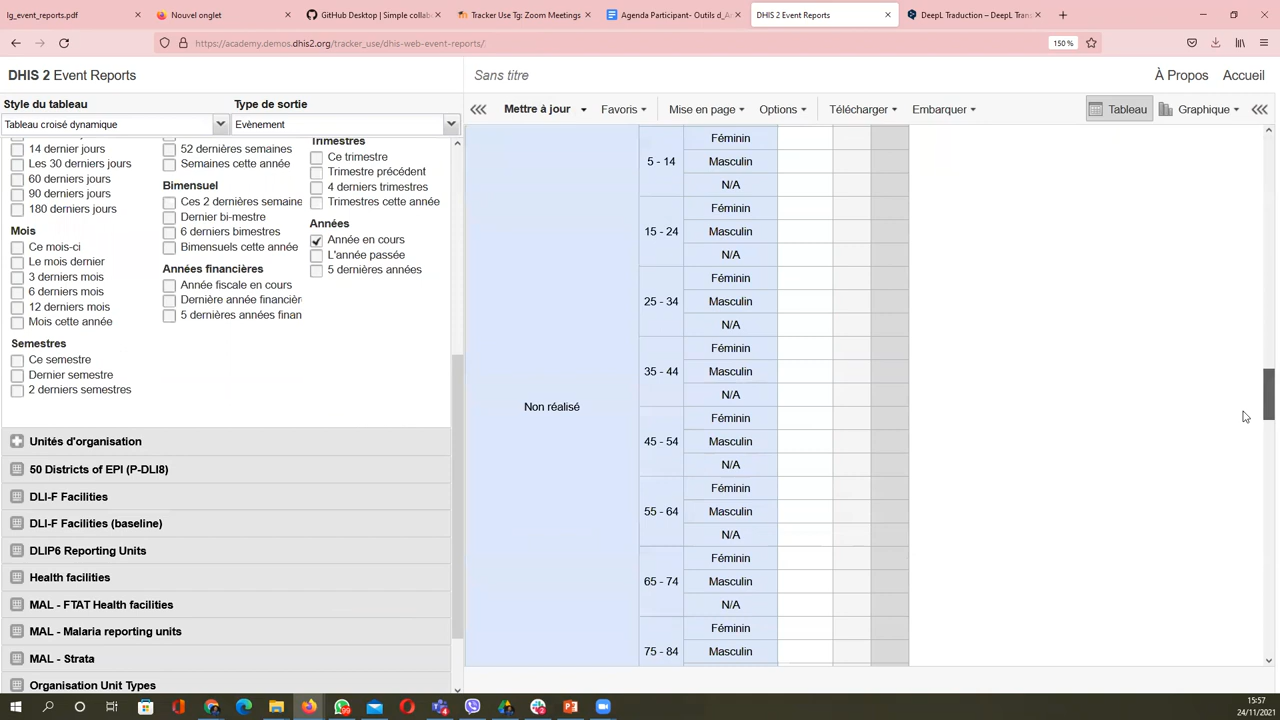 lg_event_reports.pdf
Nouvel onglet
GitHub Desktop | Simple collab
Tracker Use Tg: Zoom Meetings
Agenda Participant- Outils d_A
DHIS 2 Event Reports
DeepL Traduction – DeepL Tran
https://academy.demos.dhis2.org/tracker_use/dhis-web-event-reports/
150 %
DHIS 2 Event Reports
Sans titre
À Propos
Accueil
Style du tableau
Type de sortie
Tableau croisé dynamique
Evènement
Mettre à jour
Favoris
Mise en page
Options
Télécharger
Embarquer
Tableau
Graphique
14 dernier jours
Les 30 derniers jours
60 derniers jours
90 derniers jours
180 derniers jours
Mois
Ce mois-ci
Le mois dernier
3 derniers mois
6 derniers mois
12 derniers mois
Mois cette année
Semestres
Ce semestre
Dernier semestre
2 derniers semestres
52 dernières semaines
Semaines cette année
Bimensuel
Ces 2 dernières semaine
Dernier bi-mestre
6 derniers bimestres
Bimensuels cette année
Années financières
Année fiscale en cours
Dernière année financièr
5 dernières années finan
Trimestres
Ce trimestre
Trimestre précédent
4 derniers trimestres
Trimestres cette année
Années
Année en cours
L'année passée
5 dernières années
Unités d'organisation
50 Districts of EPI (P-DLI8)
DLI-F Facilities
DLI-F Facilities (baseline)
DLIP6 Reporting Units
Health facilities
MAL - FTAT Health facilities
MAL - Malaria reporting units
MAL - Strata
Organisation Unit Types
Non réalisé
Féminin
5 - 14 Masculin
N/A
Féminin
15 - 24 Masculin
N/A
Féminin
25 - 34 Masculin
N/A
Féminin
35 - 44 Masculin
N/A
Féminin
45 - 54 Masculin
N/A
Féminin
55 - 64 Masculin
N/A
Féminin
65 - 74 Masculin
N/A
Féminin
75 - 84 Masculin
15:57
24/11/2021